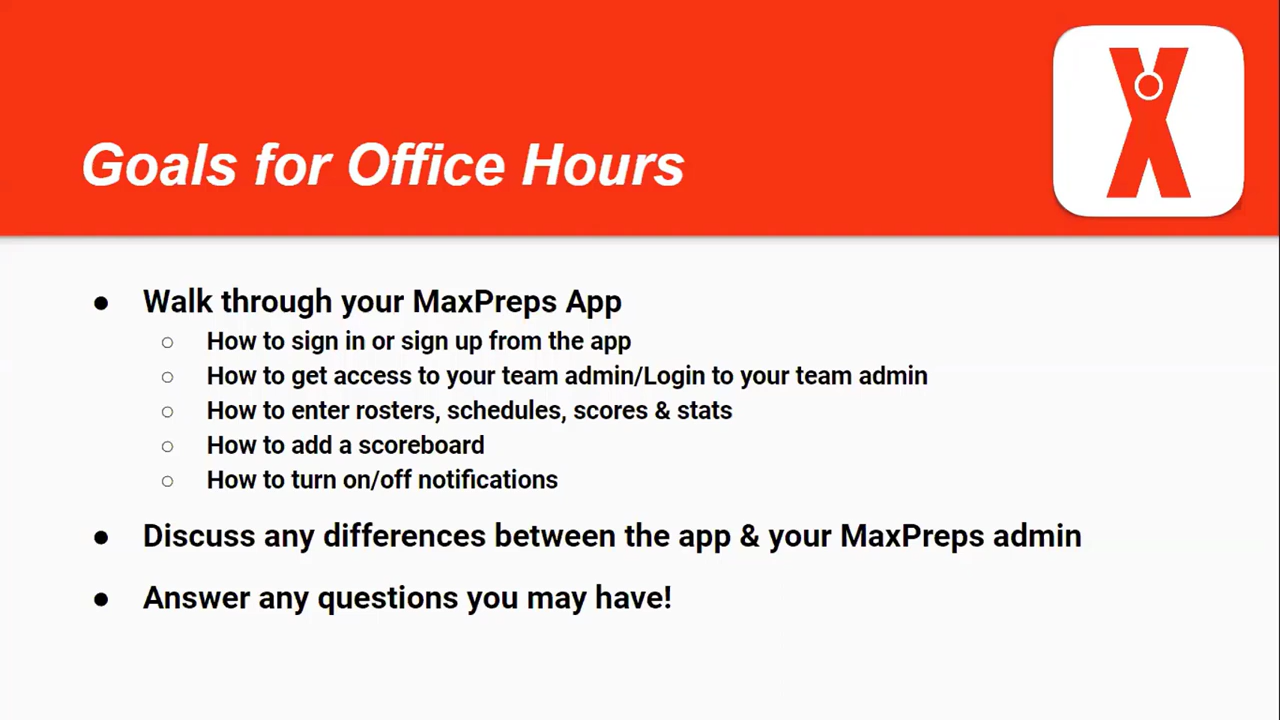 Goals for Office Hours
● Walk through your MaxPreps App
○ How to sign in or sign up from the app
○ How to get access to your team admin/Login to your team admin
○ How to enter rosters, schedules, scores & stats
○ How to add a scoreboard
○ How to turn on/off notifications
● Discuss any differences between the app & your MaxPreps admin
● Answer any questions you may have!